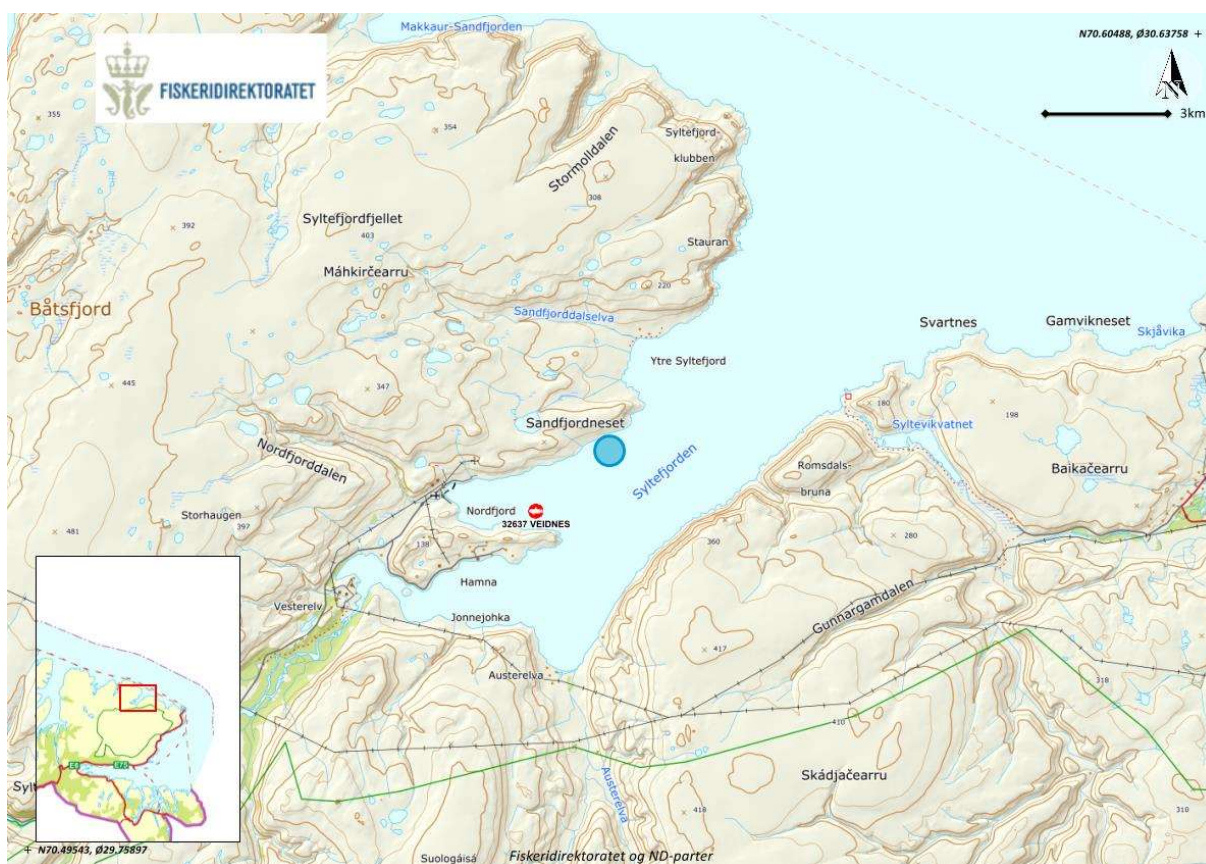 Makkaur-Sandfjorden
N70.60488, Ø30.63758 +
FISKERIDIREKTORATET
N
3km
355
354
Stormolldalen
Syltefjord-
klubben
308
392
Syltefjordfjellet
403
Stauran
Máhkirčearru
220
Båtsfjord
Sandfjorddalselva
Svartnes
Gamvikneset
Skjåvika
Ytre Syltefjord
445
347
180
198
Sandfjordneset
Syltevikvatnet
Nordfjorddalen
Syltefjorden
Romsdals-
bruna
Baikačearru
Storhaugen
397
Nordfjord
32637 VEIDNES
481
138
360
280
Hamna
Vesterelv
Jonnejohka
Gunnargamdalen
417
Austerelva
318
410
E6
E75
Skádjačearru
Sylt
Austerelva
418
318
+ N70.49543, Ø29.75897
Suologáisá
Fiskeridirektoratet og ND-parter